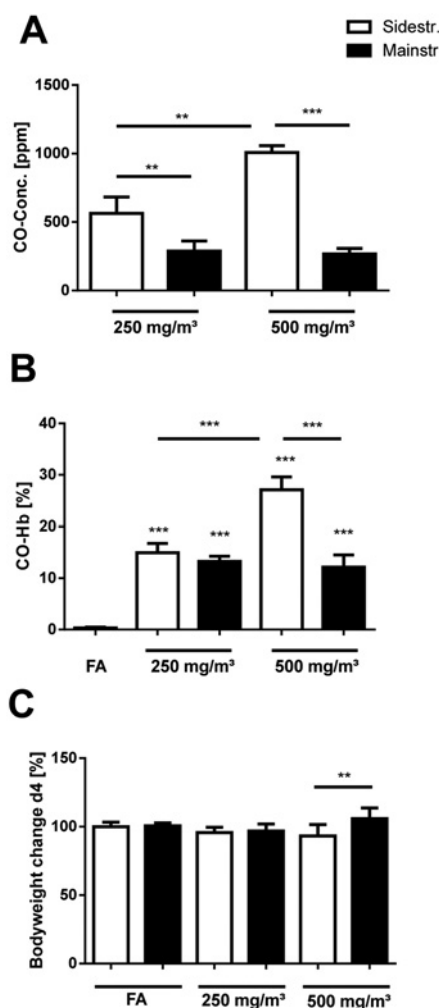 A
Sidestr.
Mainstr
CO-Conc. [ppm]
1500
1000
500
0
**
***
**
250 mg/m³ 500 mg/m³
B
CO-Hb [%]
40
30
20
10
0
*** ***
***
*** *** ***
FA 250 mg/m³ 500 mg/m³
C
Bodyweight change d4 [%]
150
100
50
0
**
FA 250 mg/m³ 500 mg/m³